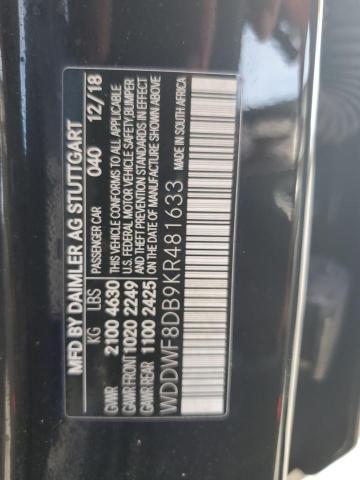 MFD BY DAIMLER AG STUTTGART
KG LBS PASSENGER CAR 040 12/18
GVWR 2100 4630 THIS VEHICLE CONFORMS TO ALL APPLICABLE
GAWR FRONT 1020 2249 U.S. FEDERAL MOTOR VEHICLE SAFETY, BUMPER
GAWR REAR 1100 2425 AND THEFT PREVENTION STANDARDS IN EFFECT
ON THE DATE OF MANUFACTURE SHOWN ABOVE
WDDWF8DB9KR481633 MADE IN SOUTH AFRICA